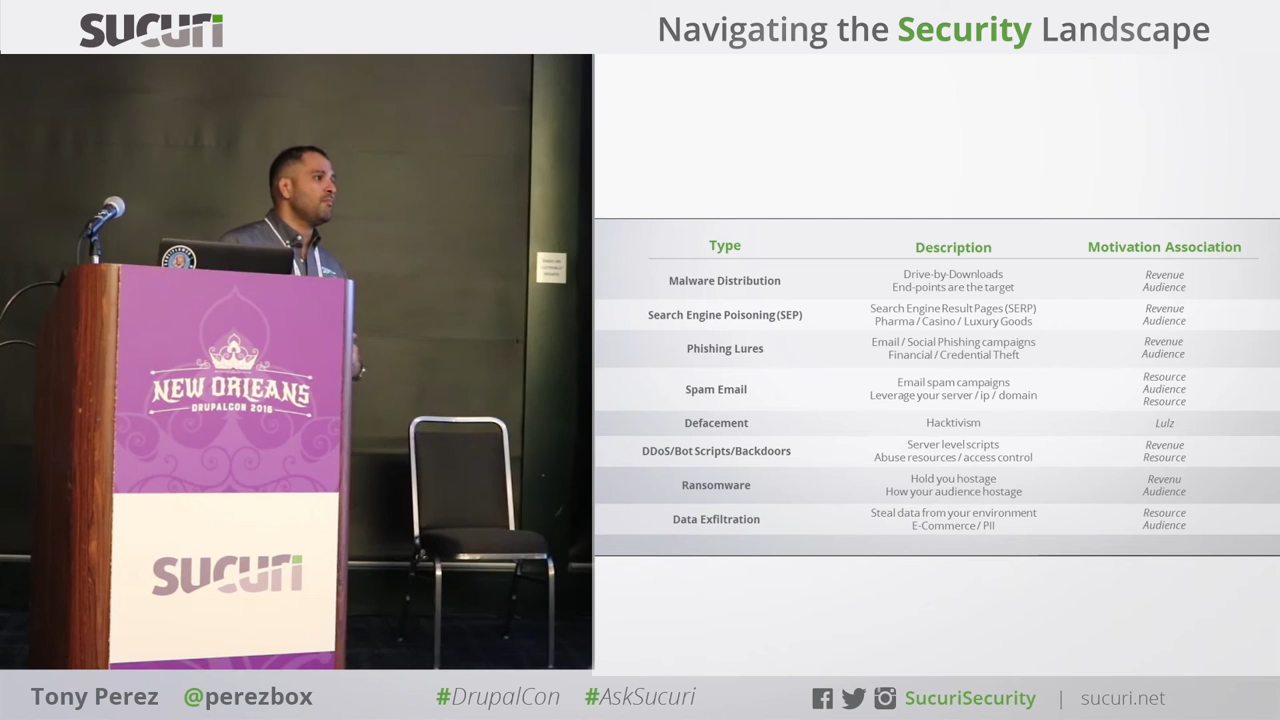 sucuri
Navigating the Security Landscape
NEW ORLEANS
DRUPALCON 2016
sucuri
Type Description Motivation Association
Malware Distribution
Drive-by-Downloads
End-points are the target
Revenue
Audience
Search Engine Poisoning (SEP)
Search Engine Result Pages (SERP)
Pharma / Casino / Luxury Goods
Revenue
Audience
Phishing Lures
Email / Social Phishing campaigns
Financial / Credential Theft
Revenue
Audience
Spam Email
Email spam campaigns
Leverage your server / ip / domain
Resource
Audience
Resource
Defacement
Hacktivism
Lulz
DDoS/Bot Scripts/Backdoors
Server level scripts
Abuse resources / access control
Revenue
Resource
Ransomware
Hold you hostage
How your audience hostage
Revenu
Audience
Data Exfiltration
Steal data from your environment
E-Commerce / PII
Resource
Audience
Tony Perez @perezbox #DrupalCon #AskSucuri SucuriSecurity | sucuri.net